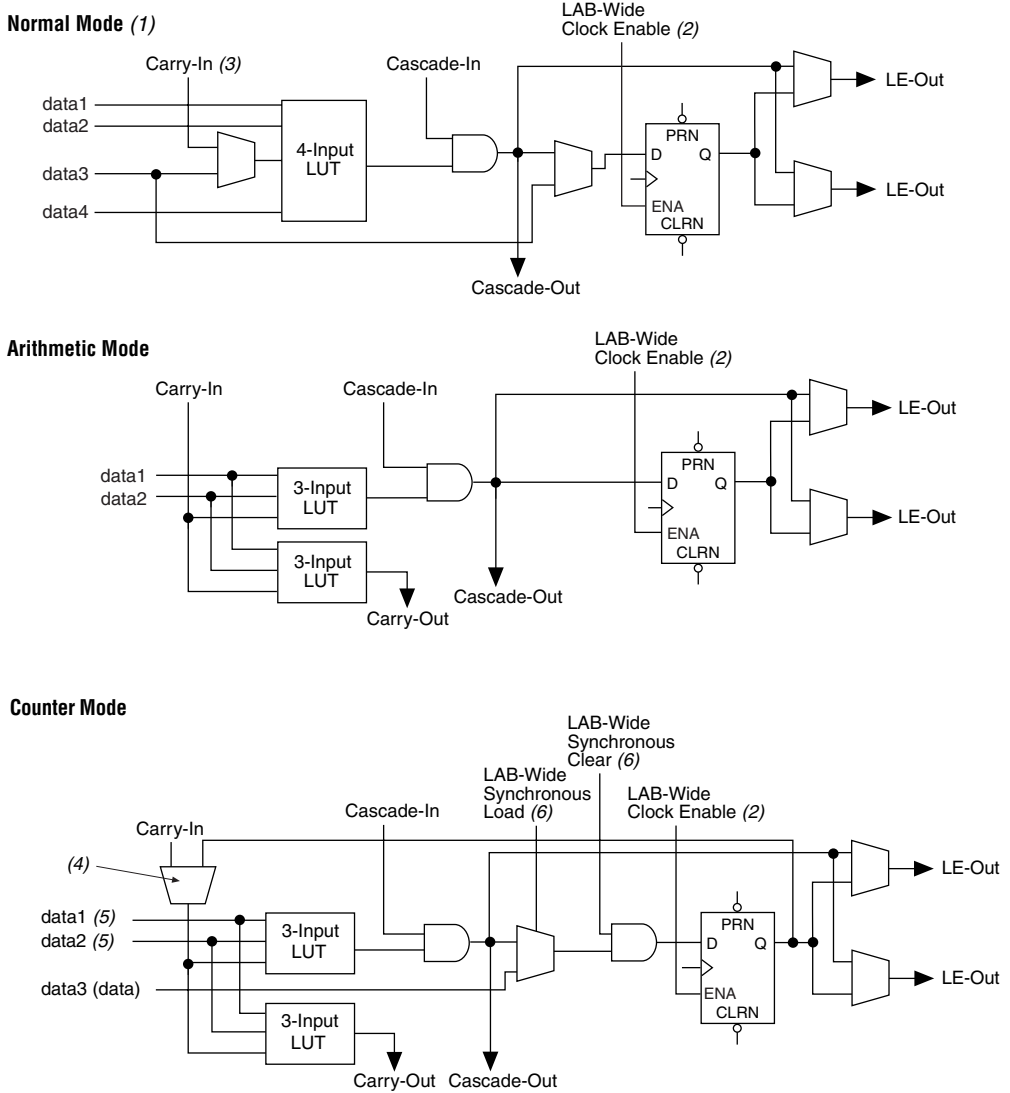 Normal Mode (1)
LAB-Wide
Clock Enable (2)
Carry-In (3)
Cascade-In
LE-Out
data1
data2
4-Input
LUT
PRN
D
Q
data3
LE-Out
data4
ENA
CLRN
Cascade-Out
Arithmetic Mode
LAB-Wide
Clock Enable (2)
Carry-In
Cascade-In
LE-Out
data1
data2
3-Input
LUT
PRN
D
Q
LE-Out
ENA
CLRN
3-Input
LUT
Cascade-Out
Carry-Out
Counter Mode
LAB-Wide
Synchronous
Clear (6)
LAB-Wide
Synchronous
Load (6)
LAB-Wide
Clock Enable (2)
Cascade-In
Carry-In
(4)
LE-Out
data1 (5)
data2 (5)
3-Input
LUT
PRN
D
Q
data3 (data)
LE-Out
ENA
CLRN
3-Input
LUT
Carry-Out
Cascade-Out